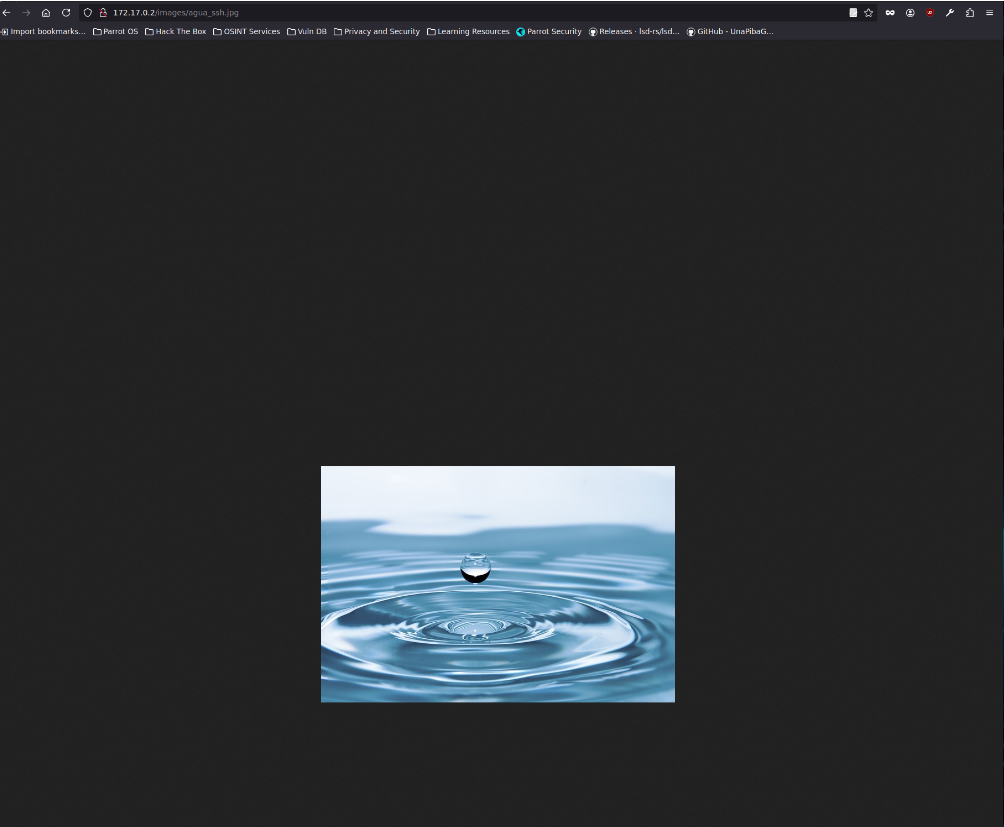 172.17.0.2/images/agua_ssh.jpg
Import bookmarks... Parrot OS Hack The Box OSINT Services Vuln DB Privacy and Security Learning Resources Parrot Security Releases · lsd-rs/lsd... GitHub - UnaPibaG...